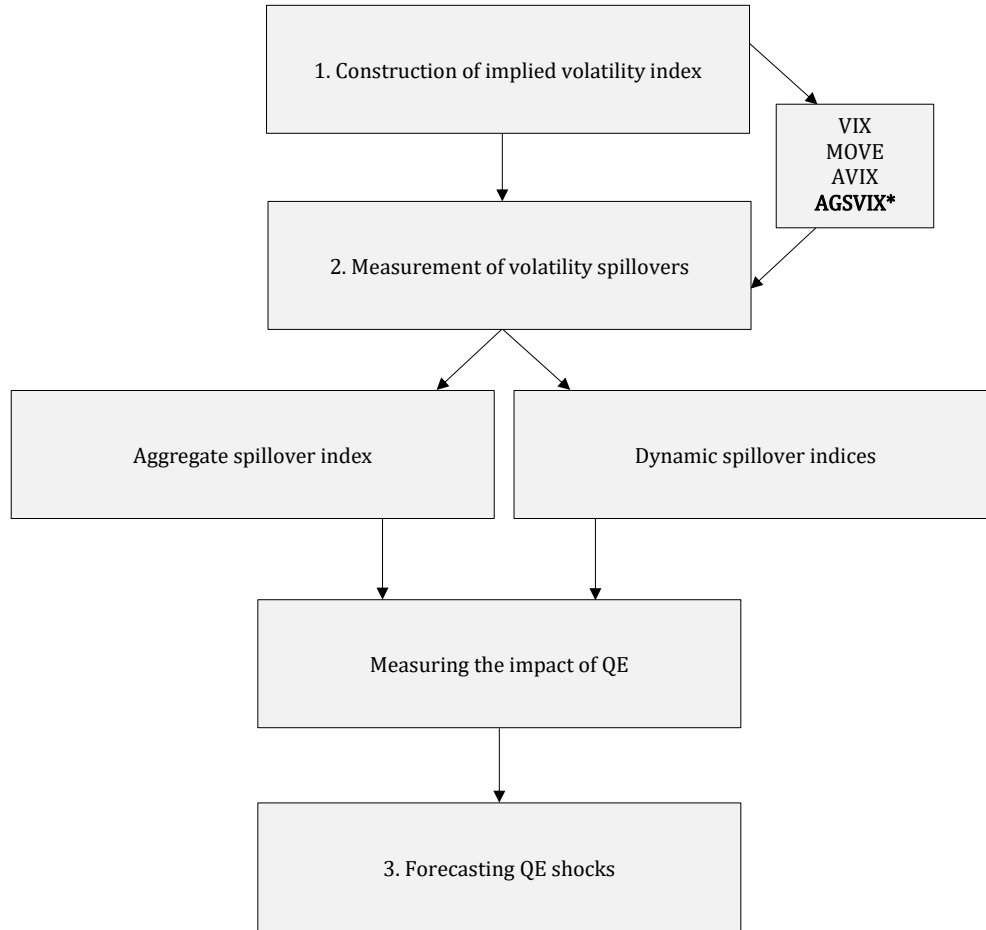 1. Construction of implied volatility index
VIX
MOVE
AVIX
AGSVIX*
2. Measurement of volatility spillovers
Aggregate spillover index
Dynamic spillover indices
Measuring the impact of QE
3. Forecasting QE shocks